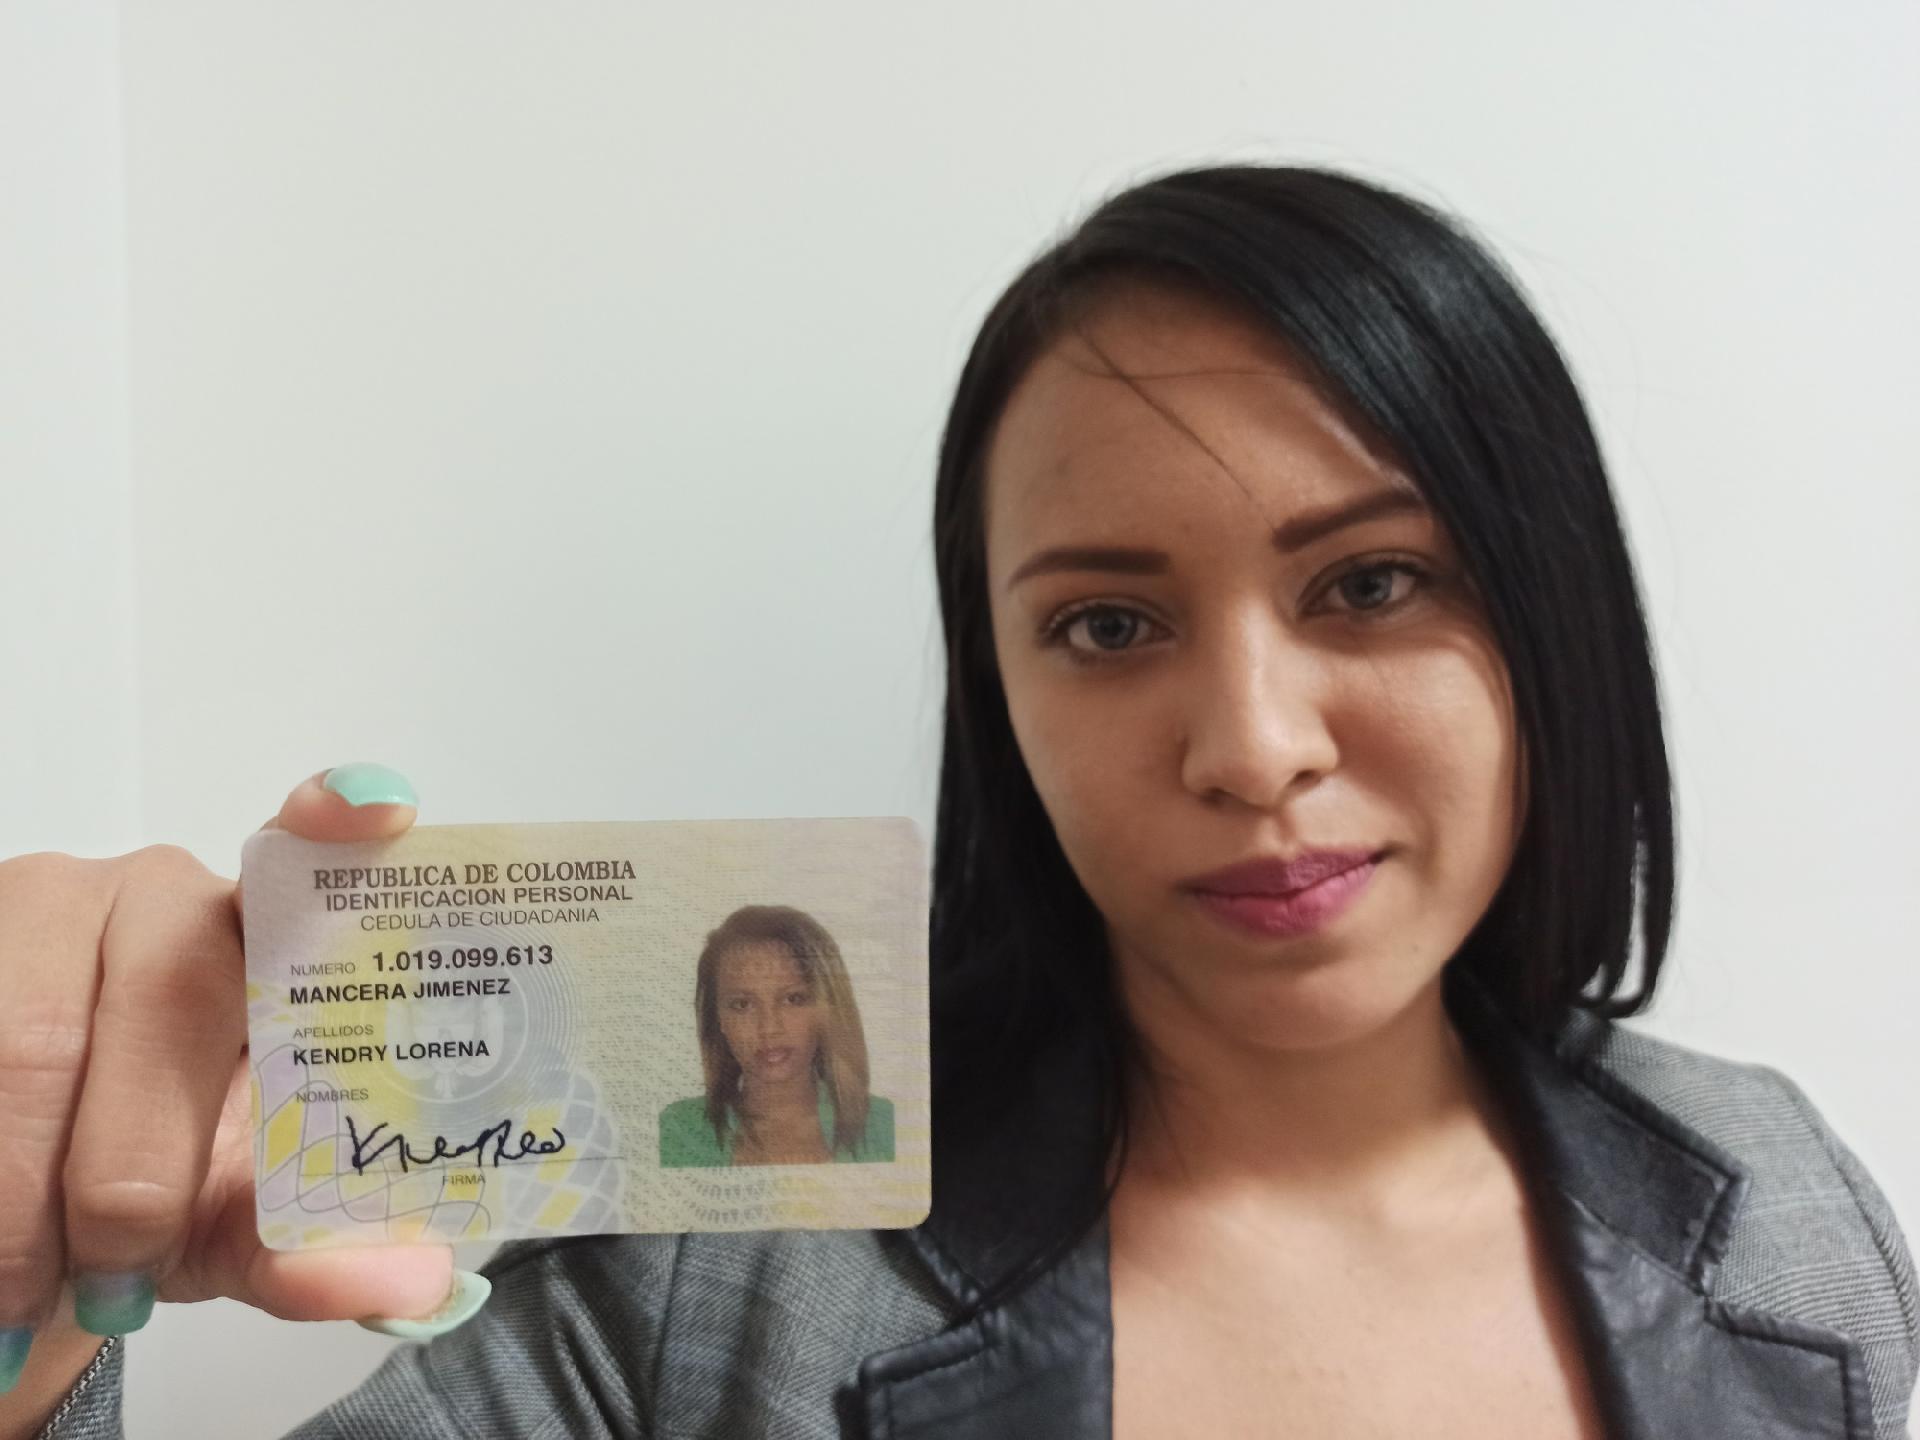 REPUBLICA DE COLOMBIA
IDENTIFICACION PERSONAL
CEDULA DE CIUDADANIA
NUMERO 1.019.099.613
MANCERA JIMENEZ
APELLIDOS
KENDRY LORENA
NOMBRES
FIRMA